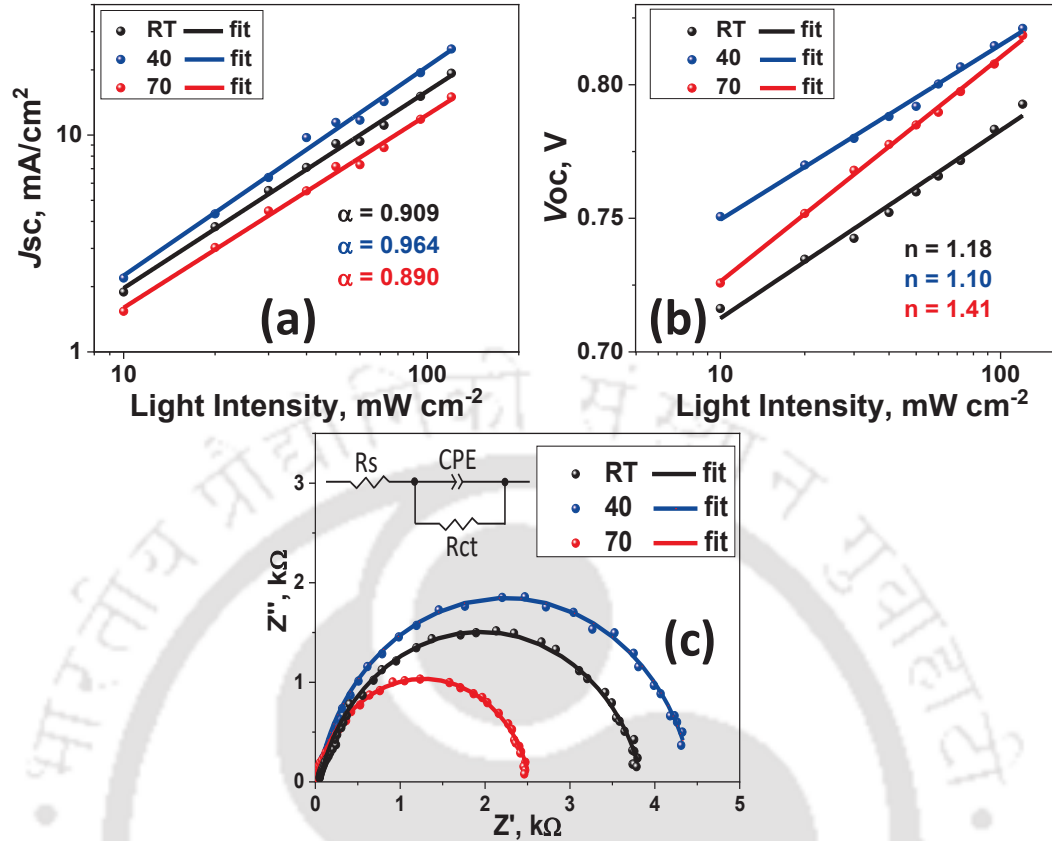 RT fit
40 fit
70 fit
10
1
10 100
Jsc, mA/cm²
Light Intensity, mW cm⁻²
α = 0.909
α = 0.964
α = 0.890
(a)
RT fit
40 fit
70 fit
0.80
0.75
0.70
10 100
Voc, V
Light Intensity, mW cm⁻²
n = 1.18
n = 1.10
n = 1.41
(b)
Rs CPE
Rct
RT fit
40 fit
70 fit
3
2
1
0
0 1 2 3 4 5
Z'', kΩ
Z', kΩ
(c)
भारतीय प्रौद्योगिकी संस्थान गुवाहाटी